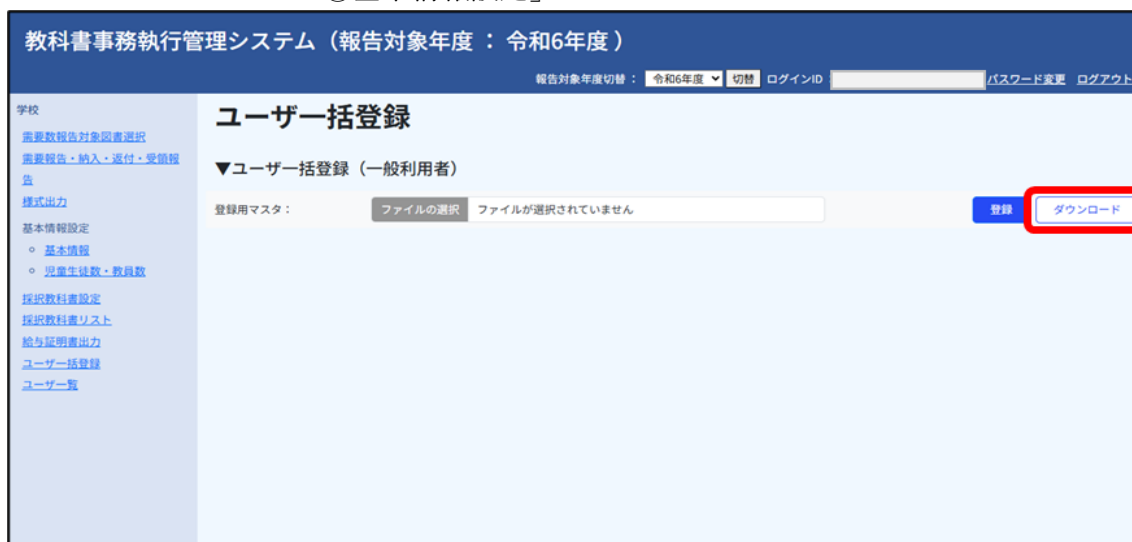 教科書事務執行管理システム（報告対象年度 ： 令和6年度 ）
報告対象年度切替 ： 令和6年度 切替 ログインID パスワード変更 ログアウト
学校
需要数報告対象図書選択
需要報告・納入・返付・受領報
告
様式出力
基本情報設定
基本情報
児童生徒数・教員数
採択教科書設定
採択教科書リスト
給与証明書出力
ユーザ一括登録
ユーザ一覧
ユーザ一括登録
▼ユーザ一括登録（一般利用者）
登録用マスタ： ファイルの選択 ファイルが選択されていません 登録 ダウンロード